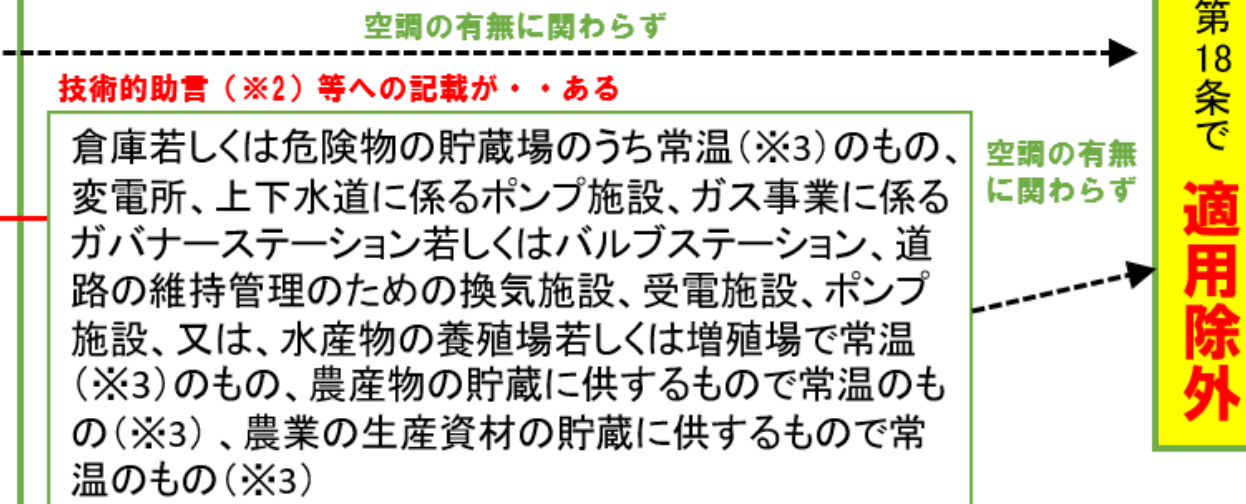 空調の有無に関わらず
技術的助言（※2）等への記載が・・ある
倉庫若しくは危険物の貯蔵場のうち常温（※3）のもの、
変電所、上下水道に係るポンプ施設、ガス事業に係る
ガバナーステーション若しくはバルブステーション、道
路の維持管理のための換気施設、受電施設、ポンプ
施設、又は、水産物の養殖場若しくは増殖場で常温
（※3）のもの、農産物の貯蔵に供するもので常温のも
の（※3）、農業の生産資材の貯蔵に供するもので常
温のもの（※3）
空調の有無
に関わらず
第18条で 適用除外